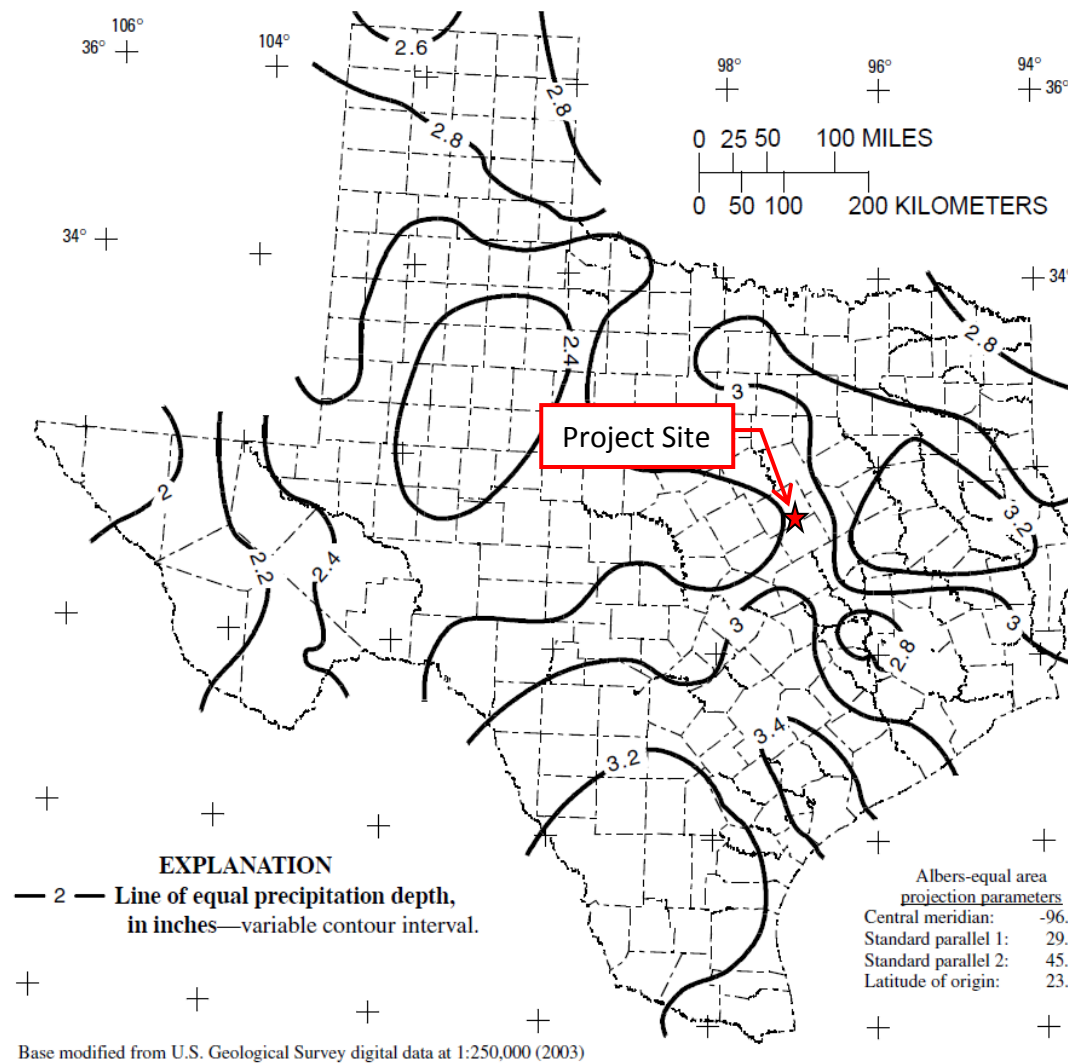 106°
36°
104°
2.6
98°
96°
94°
36°
2.8
2.8
0 25 50 100 MILES
0 50 100 200 KILOMETERS
34°
34°
2.4
2.8
3
Project Site
2
3.2
2.2
2.4
3
3
2.8
3.4
3.2
EXPLANATION
2 Line of equal precipitation depth,
in inches—variable contour interval.
Albers-equal area
projection parameters
Central meridian: -96.
Standard parallel 1: 29.
Standard parallel 2: 45.
Latitude of origin: 23.
Base modified from U.S. Geological Survey digital data at 1:250,000 (2003)